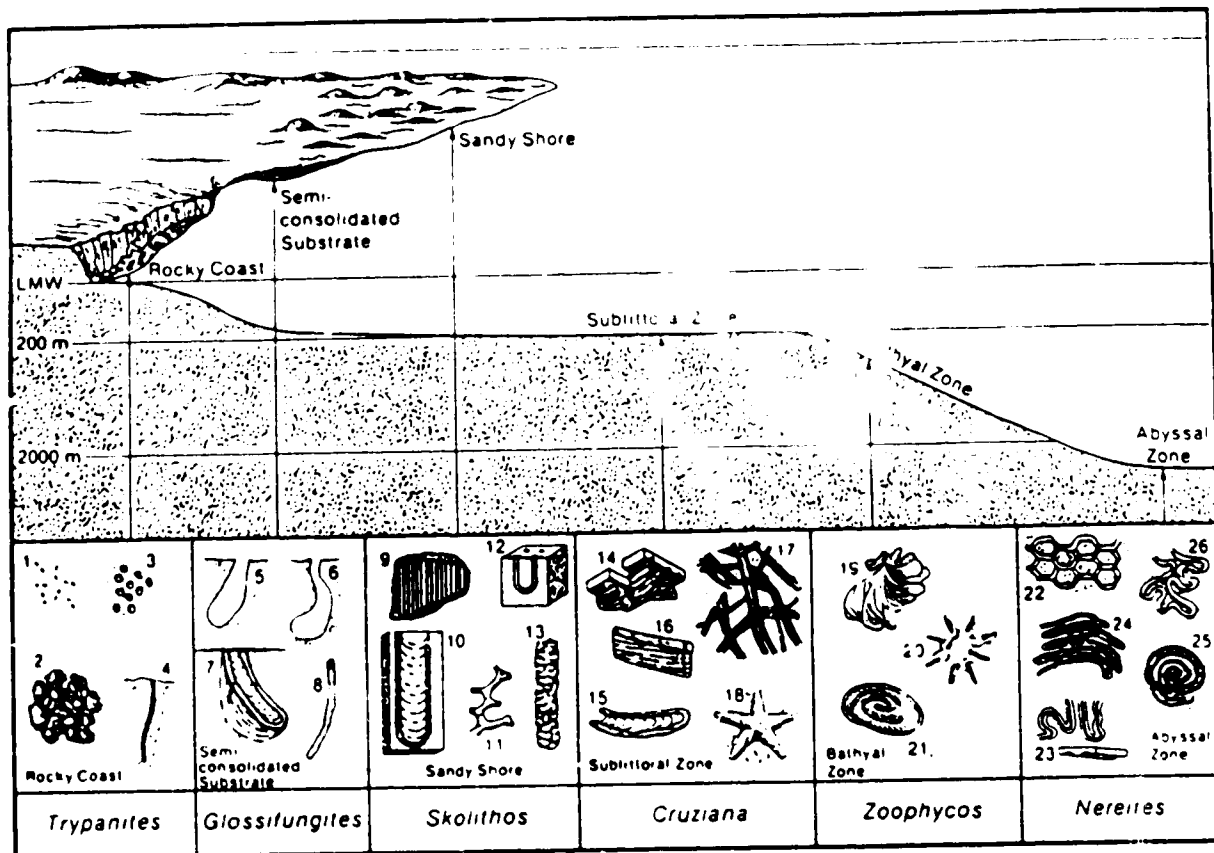 Sandy Shore
Semi-
consolidated
Substrate
Rocky Coast
LMW
200 m
2000 m
Abyssal
Zone
1
3
2
4
Rocky Coast
5
6
7
8
Semi
consolidated
Substrate
9
12
10
13
11
Sandy Shore
14
17
16
15
18
Sublittoral Zone
19
20
21.
Bathyal
Zone
22
26
24
25
23
Abyssal
Zone
Trypanites
Glossifungites
Skolithos
Cruziana
Zoophycos
Nereites